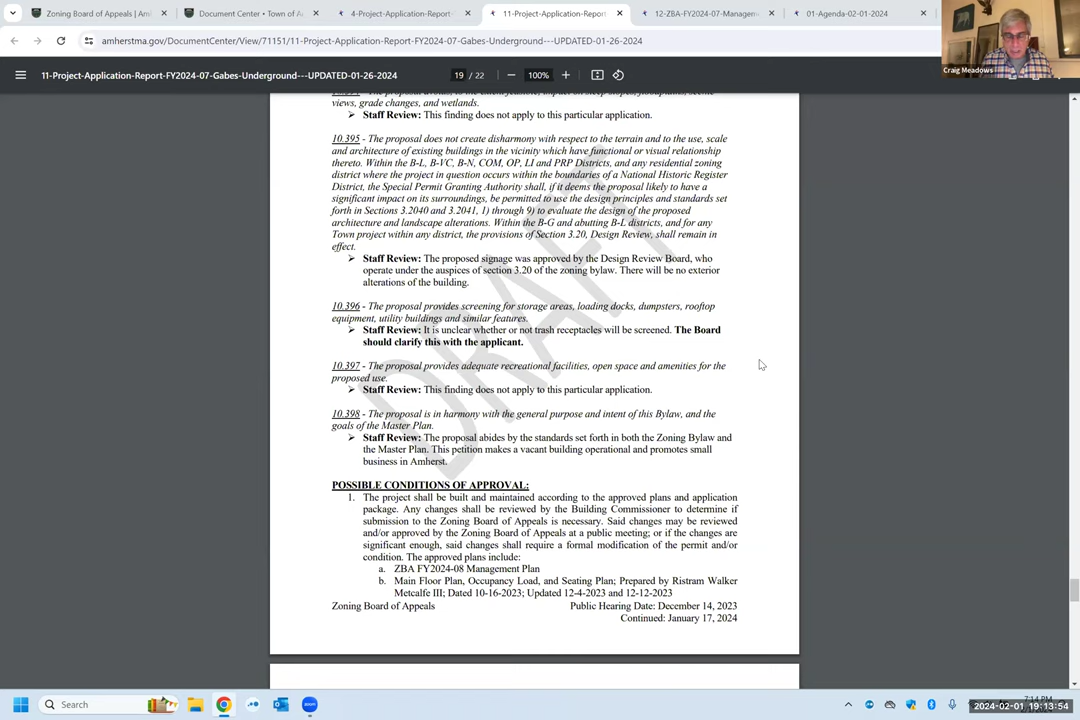 Zoning Board of Appeals | Am
Document Center • Town of A
4-Project-Application-Report-
11-Project-Application-Report-
12-ZBA-FY2024-07-Managem
01-Agenda-02-01-2024
amherstma.gov/DocumentCenter/View/71151/11-Project-Application-Report-FY2024-07-Gabes-Underground---UPDATED-01-26-2024
Craig Meadows
11-Project-Application-Report-FY2024-07-Gabes-Underground---UPDATED-01-26-2024
19 / 22
100%
views, grade changes, and wetlands.
➢ Staff Review: This finding does not apply to this particular application.
10.395 - The proposal does not create disharmony with respect to the terrain and to the use, scale
and architecture of existing buildings in the vicinity which have functional or visual relationship
thereto. Within the B-L, B-VC, B-N, COM, OP, LI and PRP Districts, and any residential zoning
district where the project in question occurs within the boundaries of a National Historic Register
District, the Special Permit Granting Authority shall, if it deems the proposal likely to have a
significant impact on its surroundings, be permitted to use the design principles and standards set
forth in Sections 3.2040 and 3.2041, 1) through 9) to evaluate the design of the proposed
architecture and landscape alterations. Within the B-G and abutting B-L districts, and for any
Town project within any district, the provisions of Section 3.20, Design Review, shall remain in
effect.
➢ Staff Review: The proposed signage was approved by the Design Review Board, who
operate under the auspices of section 3.20 of the zoning bylaw. There will be no exterior
alterations of the building.
10.396 - The proposal provides screening for storage areas, loading docks, dumpsters, rooftop
equipment, utility buildings and similar features.
➢ Staff Review: It is unclear whether or not trash receptacles will be screened. The Board
should clarify this with the applicant.
10.397 - The proposal provides adequate recreational facilities, open space and amenities for the
proposed use.
➢ Staff Review: This finding does not apply to this particular application.
10.398 - The proposal is in harmony with the general purpose and intent of this Bylaw, and the
goals of the Master Plan.
➢ Staff Review: The proposal abides by the standards set forth in both the Zoning Bylaw and
the Master Plan. This petition makes a vacant building operational and promotes small
business in Amherst.
DRAFT
POSSIBLE CONDITIONS OF APPROVAL:
1. The project shall be built and maintained according to the approved plans and application
package. Any changes shall be reviewed by the Building Commissioner to determine if
submission to the Zoning Board of Appeals is necessary. Said changes may be reviewed
and/or approved by the Zoning Board of Appeals at a public meeting; or if the changes are
significant enough, said changes shall require a formal modification of the permit and/or
condition. The approved plans include:
a. ZBA FY2024-08 Management Plan
b. Main Floor Plan, Occupancy Load, and Seating Plan; Prepared by Ristram Walker
Metcalfe III; Dated 10-16-2023; Updated 12-4-2023 and 12-12-2023
Zoning Board of Appeals Public Hearing Date: December 14, 2023
Continued: January 17, 2024
Search
7:14 PM
2024-02-01 19:13:54